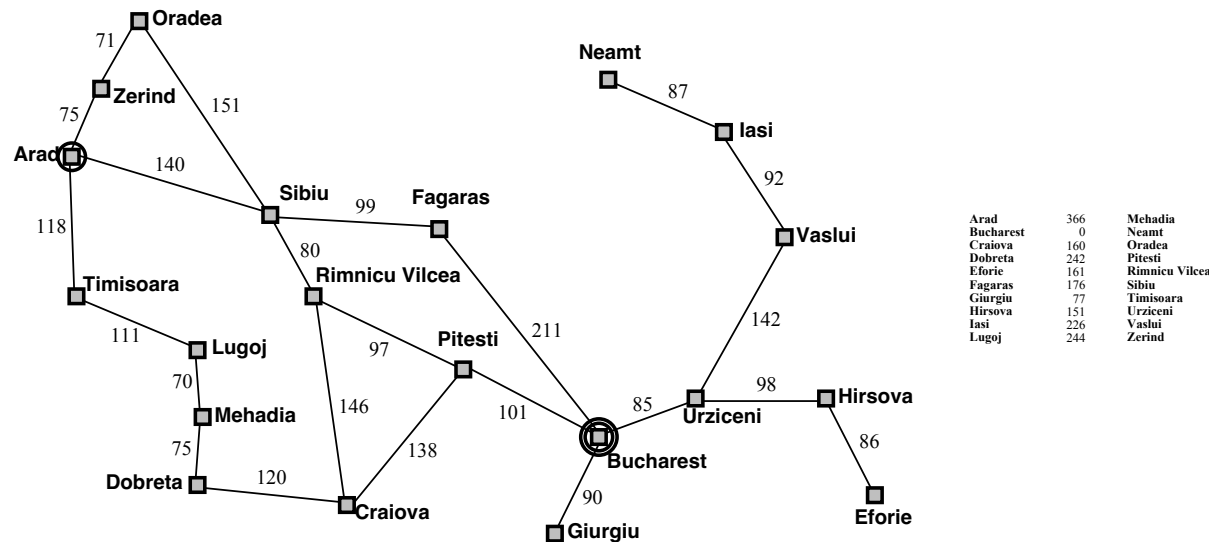 Oradea
71
Neamt
Zerind
87
75
151
Iasi
Arad
140
92
Sibiu
Fagaras
99
118
Vaslui
80
Rimnicu Vilcea
Timisoara
211
142
Pitesti
111
97
Lugoj
98
70
85
Hirsova
146
101
Urziceni
Mehadia
138
86
75
Bucharest
Dobreta
120
90
Craiova
Eforie
Giurgiu
Arad 366 Mehadia
Bucharest 0 Neamt
Craiova 160 Oradea
Dobreta 242 Pitesti
Eforie 161 Rimnicu Vilcea
Fagaras 176 Sibiu
Giurgiu 77 Timisoara
Hirsova 151 Urziceni
Iasi 226 Vaslui
Lugoj 244 Zerind